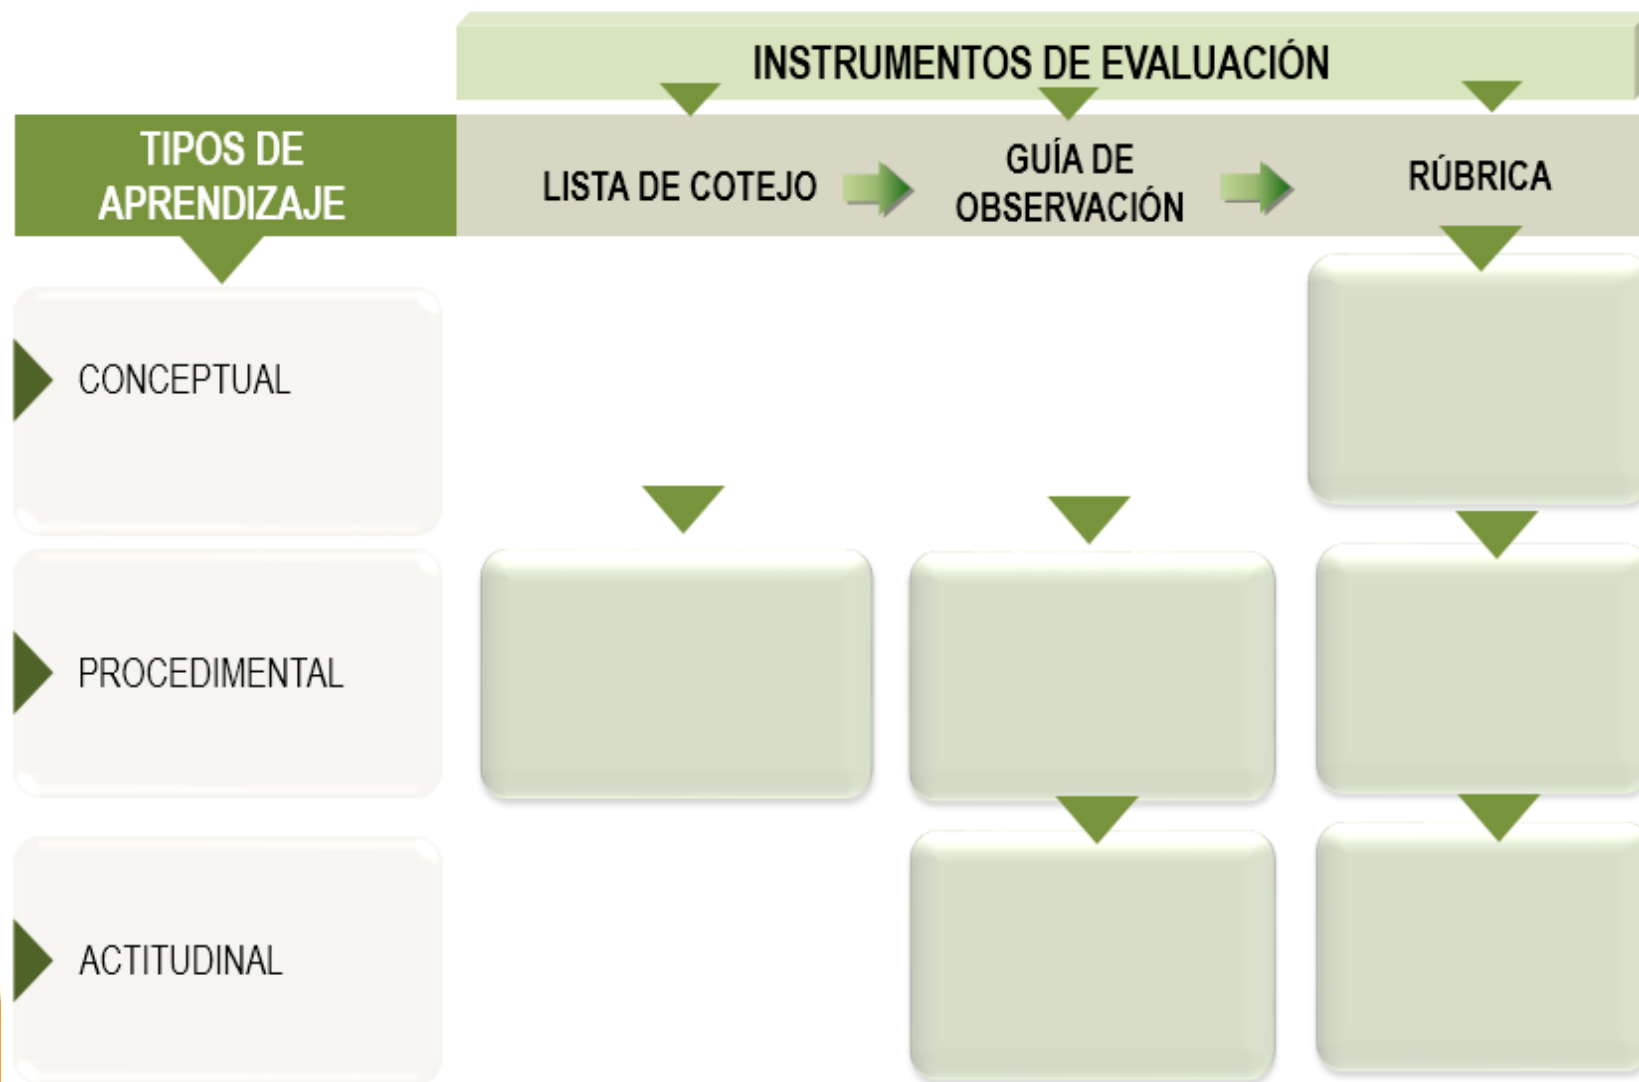 INSTRUMENTOS DE EVALUACIÓN
TIPOS DE
APRENDIZAJE
LISTA DE COTEJO
GUÍA DE
OBSERVACIÓN
RÚBRICA
CONCEPTUAL
PROCEDIMENTAL
ACTITUDINAL